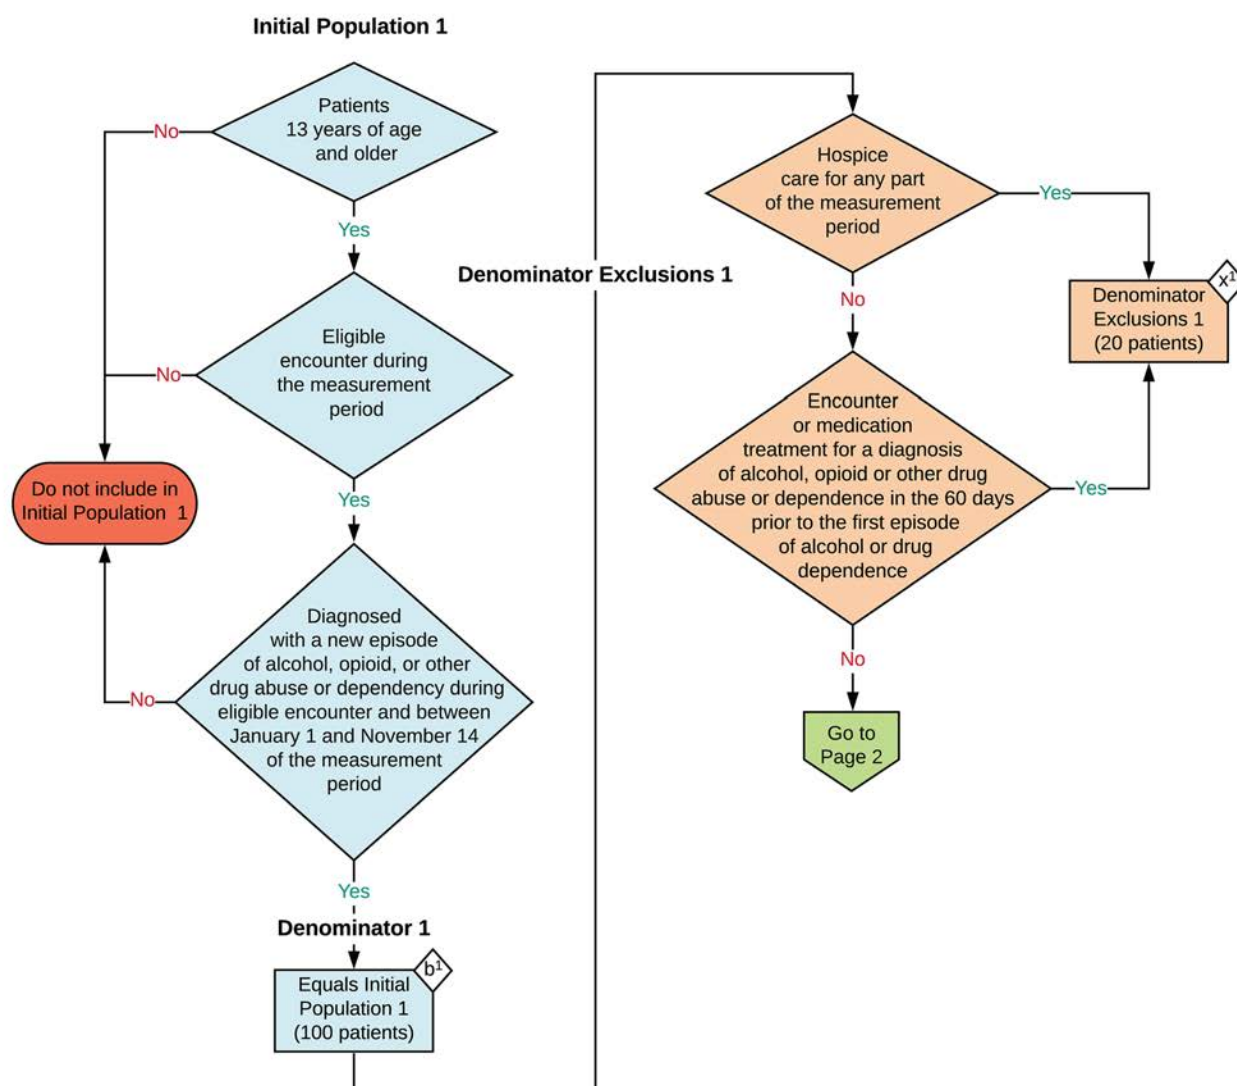 Initial Population 1
Patients
13 years of age
and older
No
Yes
Eligible
encounter during
the measurement
period
No
Yes
Do not include in
Initial Population 1
Diagnosed
with a new episode
of alcohol, opioid, or other
drug abuse or dependency during
eligible encounter and between
January 1 and November 14
of the measurement
period
No
Yes
Denominator 1
b¹
Equals Initial
Population 1
(100 patients)
Denominator Exclusions 1
Hospice
care for any part
of the measurement
period
Yes
No
x¹
Denominator
Exclusions 1
(20 patients)
Encounter
or medication
treatment for a diagnosis
of alcohol, opioid or other drug
abuse or dependence in the 60 days
prior to the first episode
of alcohol or drug
dependence
Yes
No
Go to
Page 2